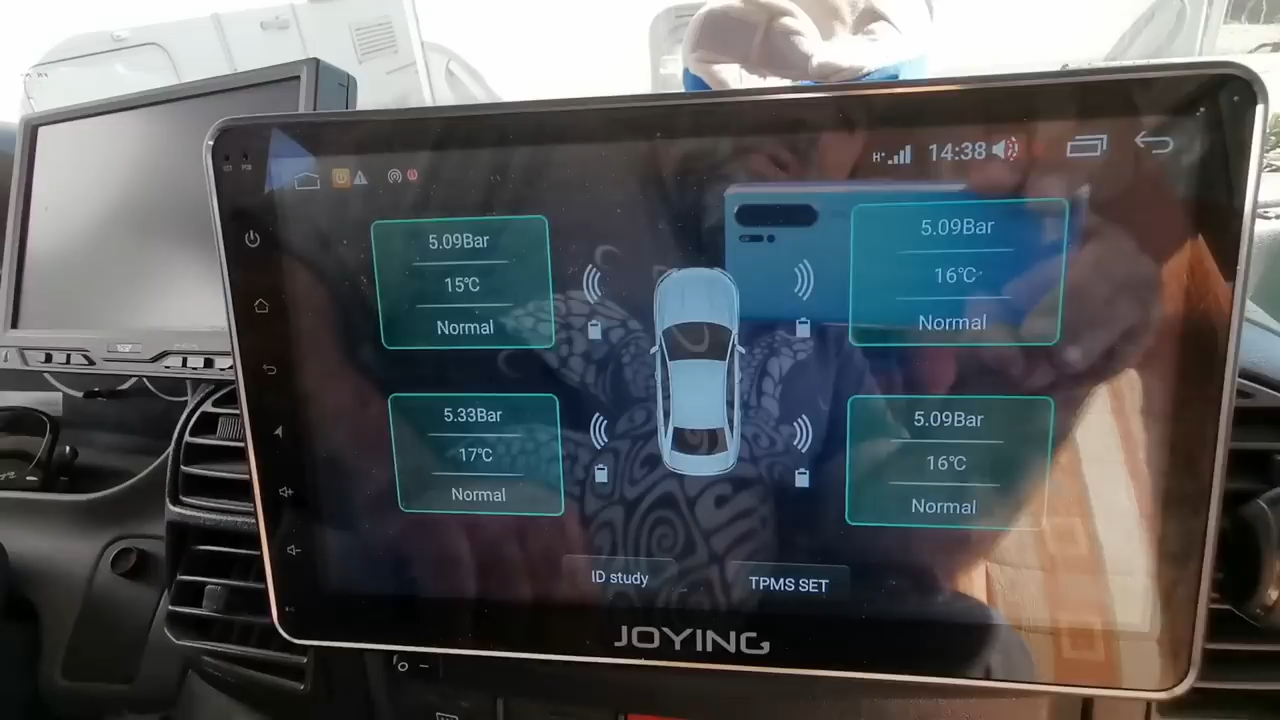 H+ 14:38
5.09Bar
15℃
Normal
5.09Bar
16℃
Normal
5.33Bar
17℃
Normal
5.09Bar
16℃
Normal
ID study
TPMS SET
JOYING